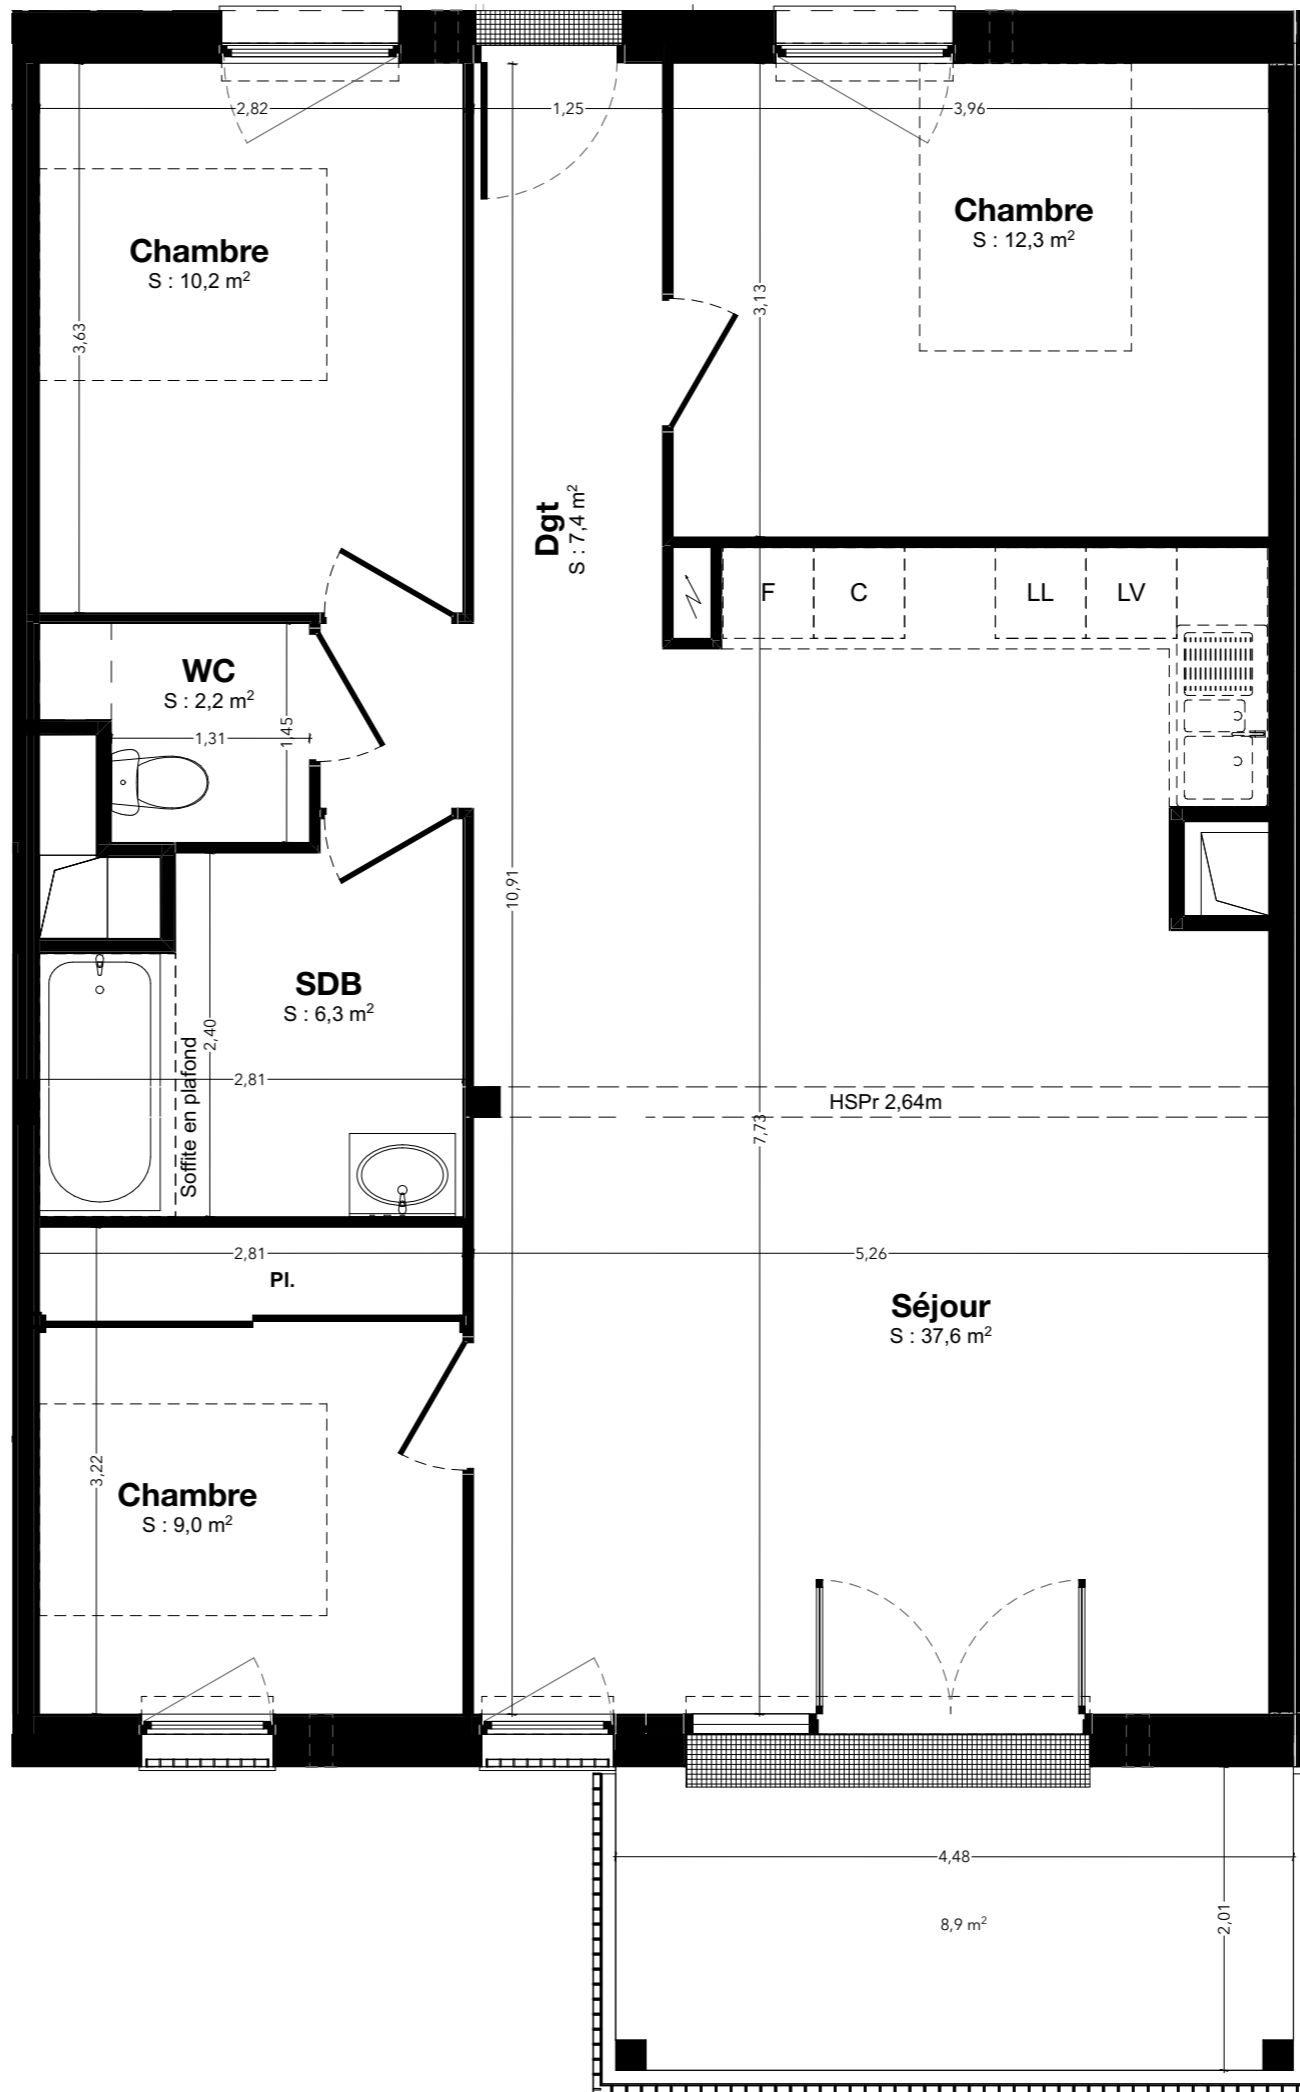 2,82
1,25
3,96
Chambre
S : 10,2 m²
Chambre
S : 12,3 m²
3,63
3,13
Dgt
S : 7,4 m²
F
C
LL
LV
WC
S : 2,2 m²
1,31
1,45
10,91
SDB
S : 6,3 m²
2,40
Soffite en plafond
2,81
HSPr 2,64m
7,73
2,81
5,26
Pl.
Séjour
S : 37,6 m²
3,22
Chambre
S : 9,0 m²
4,48
8,9 m²
2,01